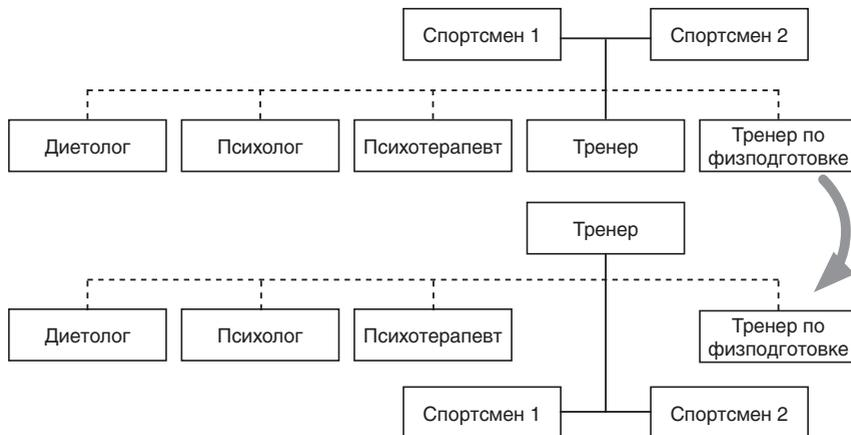 Спортсмен 1
Спортсмен 2
Диетолог
Психолог
Психотерапевт
Тренер
Тренер по
физподготовке
Тренер
Диетолог
Психолог
Психотерапевт
Тренер по
физподготовке
Спортсмен 1
Спортсмен 2